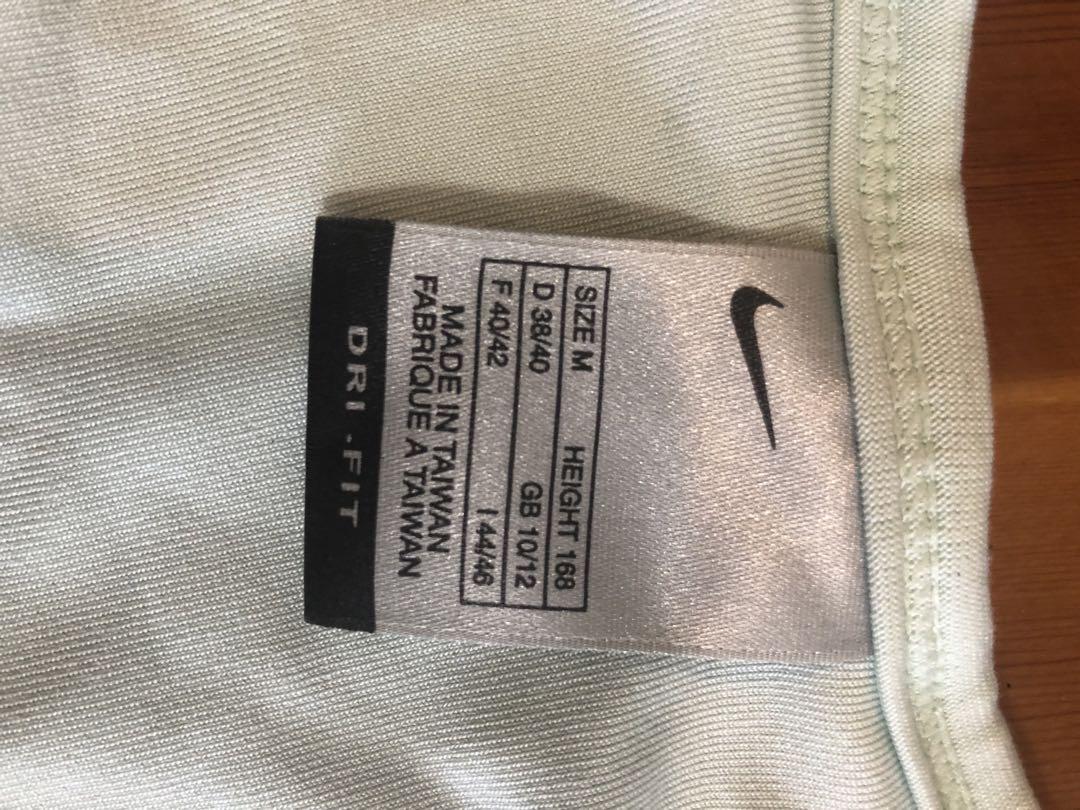 SIZE M HEIGHT 168
D 38/40 GB 10/12
F 40/42 I 44/46
MADE IN TAIWAN
FABRIQUE A TAIWAN
DRI-FIT